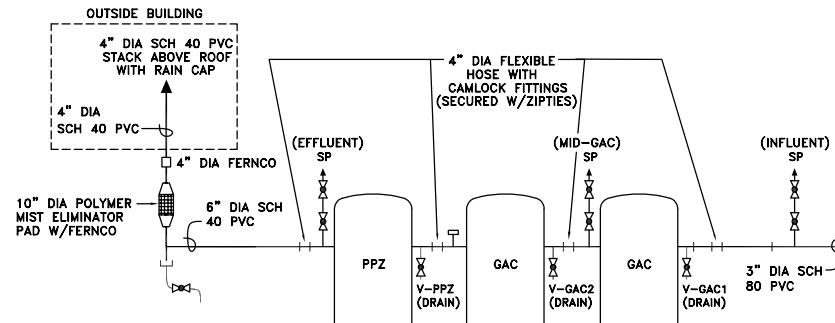 OUTSIDE BUILDING
4" DIA SCH 40 PVC
STACK ABOVE ROOF
WITH RAIN CAP
4" DIA
SCH 40 PVC
4" DIA FERNCO
10" DIA POLYMER
MIST ELIMINATOR
PAD W/FERNCO
6" DIA SCH
40 PVC
4" DIA FLEXIBLE
HOSE WITH
CAMLOCK FITTINGS
(SECURED W/ZIPTIES)
(EFFLUENT)
SP
(MID-GAC)
SP
(INFLUENT)
SP
PPZ
GAC
GAC
V-PPZ
(DRAIN)
V-GAC2
(DRAIN)
V-GAC1
(DRAIN)
3" DIA SCH
80 PVC